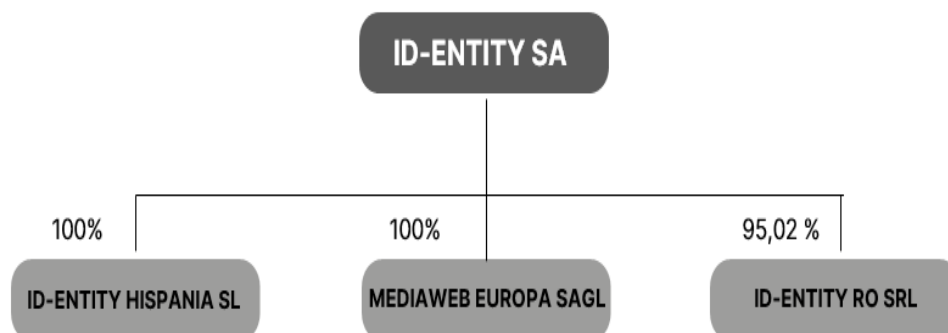 ID-ENTITY SA
100%
100%
95,02 %
ID-ENTITY HISPANIA SL
MEDIAWEB EUROPA SAGL
ID-ENTITY RO SRL